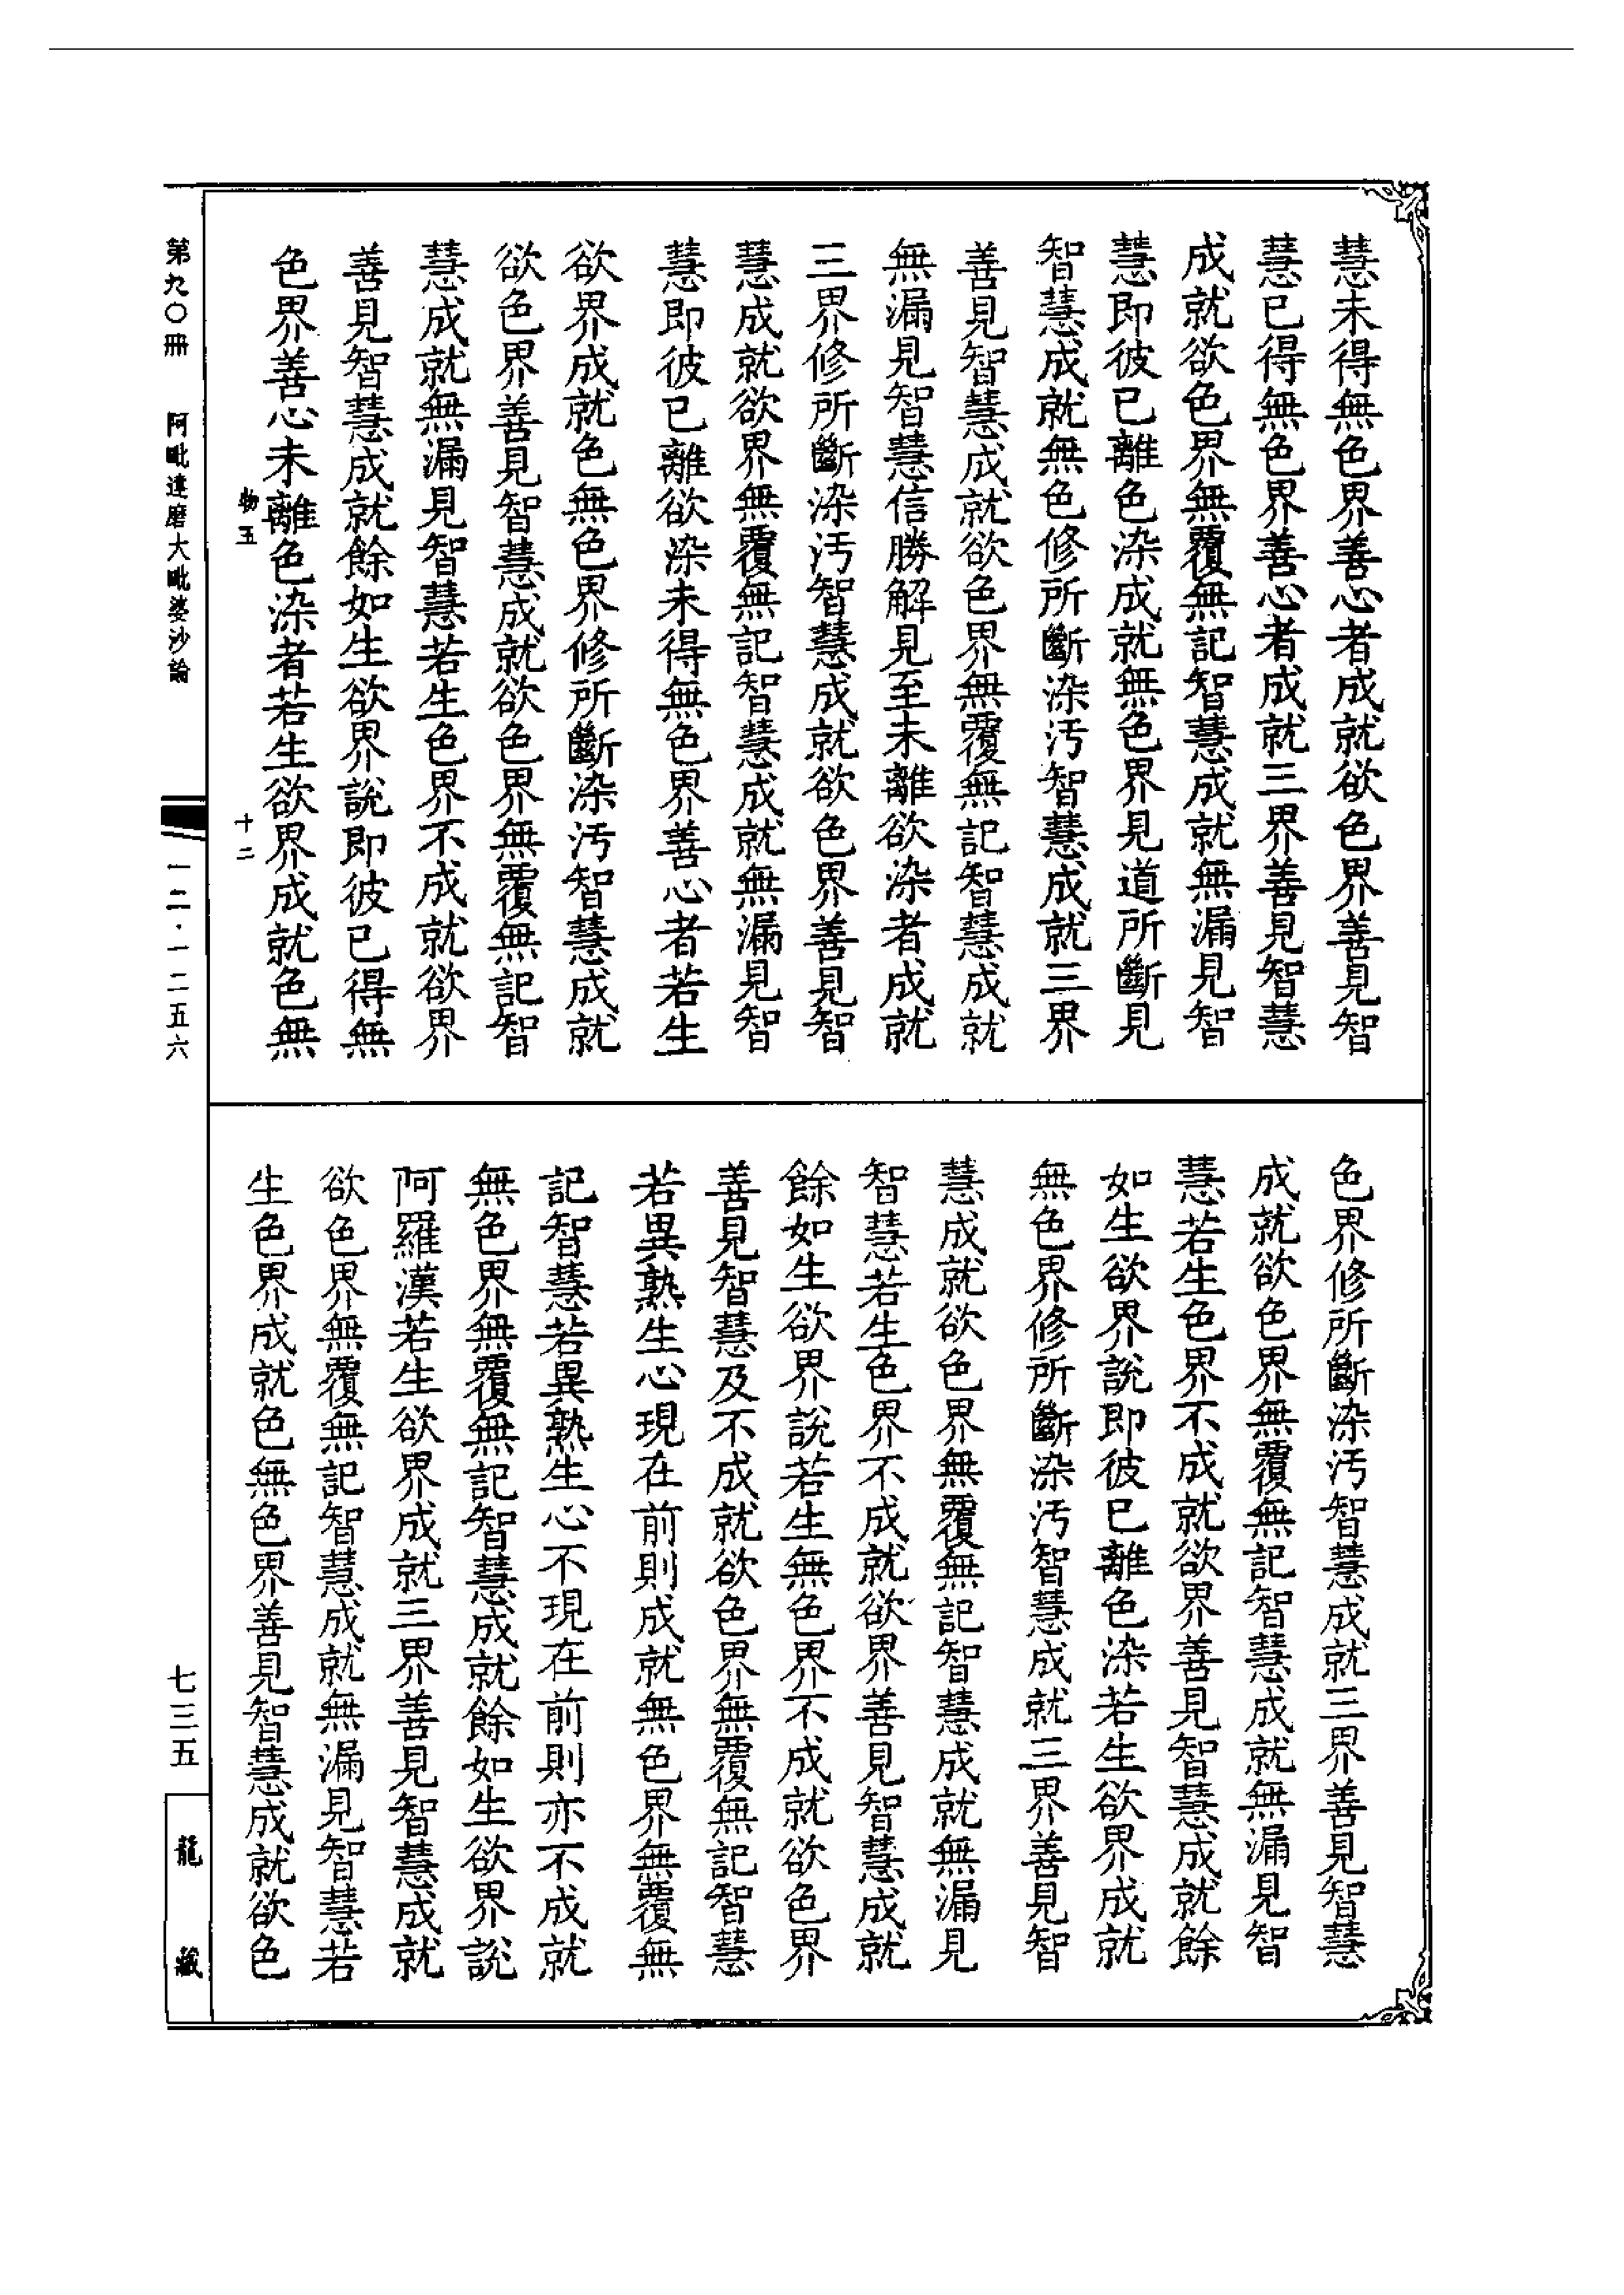 慧未得無色界善心者成就欲色界善見智
慧已得無色界善心者成就三界善見智慧
成就欲色界無覆無記智慧成就無漏見智
慧即彼已離色染成就無色界見道所斷見
智慧成就無色修所斷染汚智慧成就三界
善見智慧成就欲色界無覆無記智慧成就
無漏見智慧信勝解見至未離欲染者成就
三界修所斷染汚智慧成就欲色界善見智
慧成就欲界無覆無記智慧成就無漏見智
慧即彼已離欲染未得無色界善心者若生
欲界成就色無色界修所斷染汚智慧成就
欲色界善見智慧成就欲色界無覆無記智
慧成就無漏見智慧若生色界不成就欲界
善見智慧成就餘如生欲界說即彼已得無
色界善心未離色染者若生欲界成就色無
物五
十二
色界修所斷染汚智慧成就三界善見智慧
成就欲色界無覆無記智慧成就無漏見智
慧若生色界不成就欲界善見智慧成就餘
如生欲界說即彼已離色染若生欲界成就
無色界修所斷染汚智慧成就三界善見智
慧成就欲色界無覆無記智慧成就無漏見
智慧若生色界不成就欲界善見智慧成就
餘如生欲界說若生無色界不成就欲色界
善見智慧及不成就欲色界無覆無記智慧
若異熟生心現在前則成就無色界無覆無
記智慧若異熟生心不現在前則亦不成就
無色界無覆無記智慧成就餘如生欲界說
阿羅漢若生欲界成就三界善見智慧成就
欲色界無覆無記智慧成就無漏見智慧若
生色界成就色無色界善見智慧成就欲色
第九〇冊
阿毗達磨大毗婆沙論
一二·一二五六
七三五
龍藏